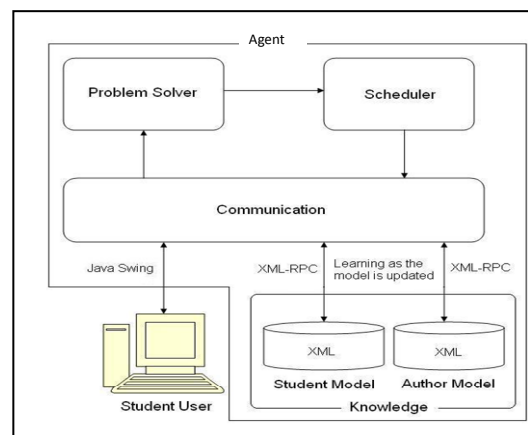 Agent
Problem Solver
Scheduler
Communication
Java Swing
XML-RPC
Learning as the
model is updated
XML-RPC
XML
XML
Student Model
Author Model
Student User
Knowledge